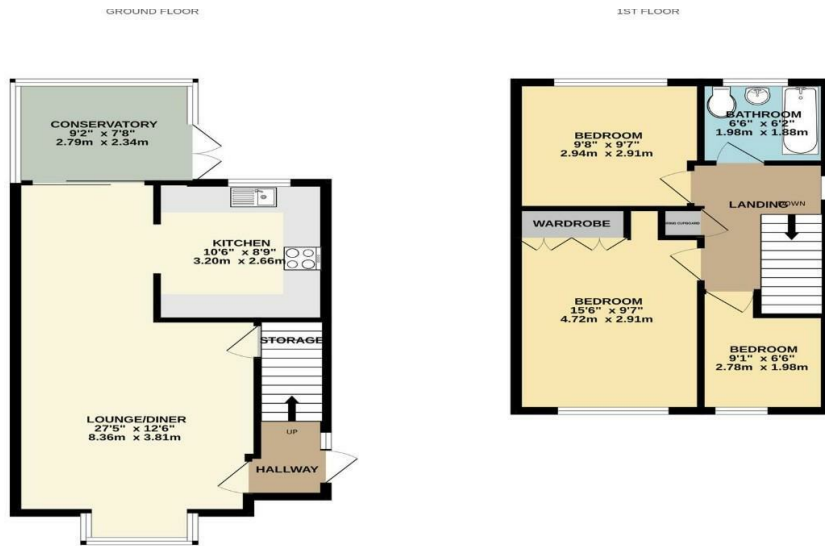 GROUND FLOOR
CONSERVATORY
9'2" x 7'8"
2.79m x 2.34m
KITCHEN
10'6" x 8'9"
3.20m x 2.66m
STORAGE
LOUNGE/DINER
27'5" x 12'6"
8.36m x 3.81m
UP
HALLWAY
1ST FLOOR
BEDROOM
9'8" x 9'7"
2.94m x 2.91m
BATHROOM
6'6" x 6'2"
1.98m x 1.88m
LANDING
DOWN
WARDROBE
BEDROOM
15'6" x 9'7"
4.72m x 2.91m
BEDROOM
9'1" x 6'6"
2.78m x 1.98m